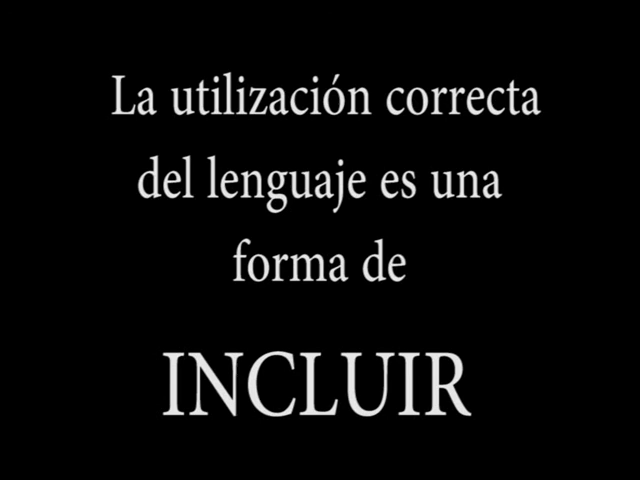 La utilización correcta
del lenguaje es una
forma de
INCLUIR